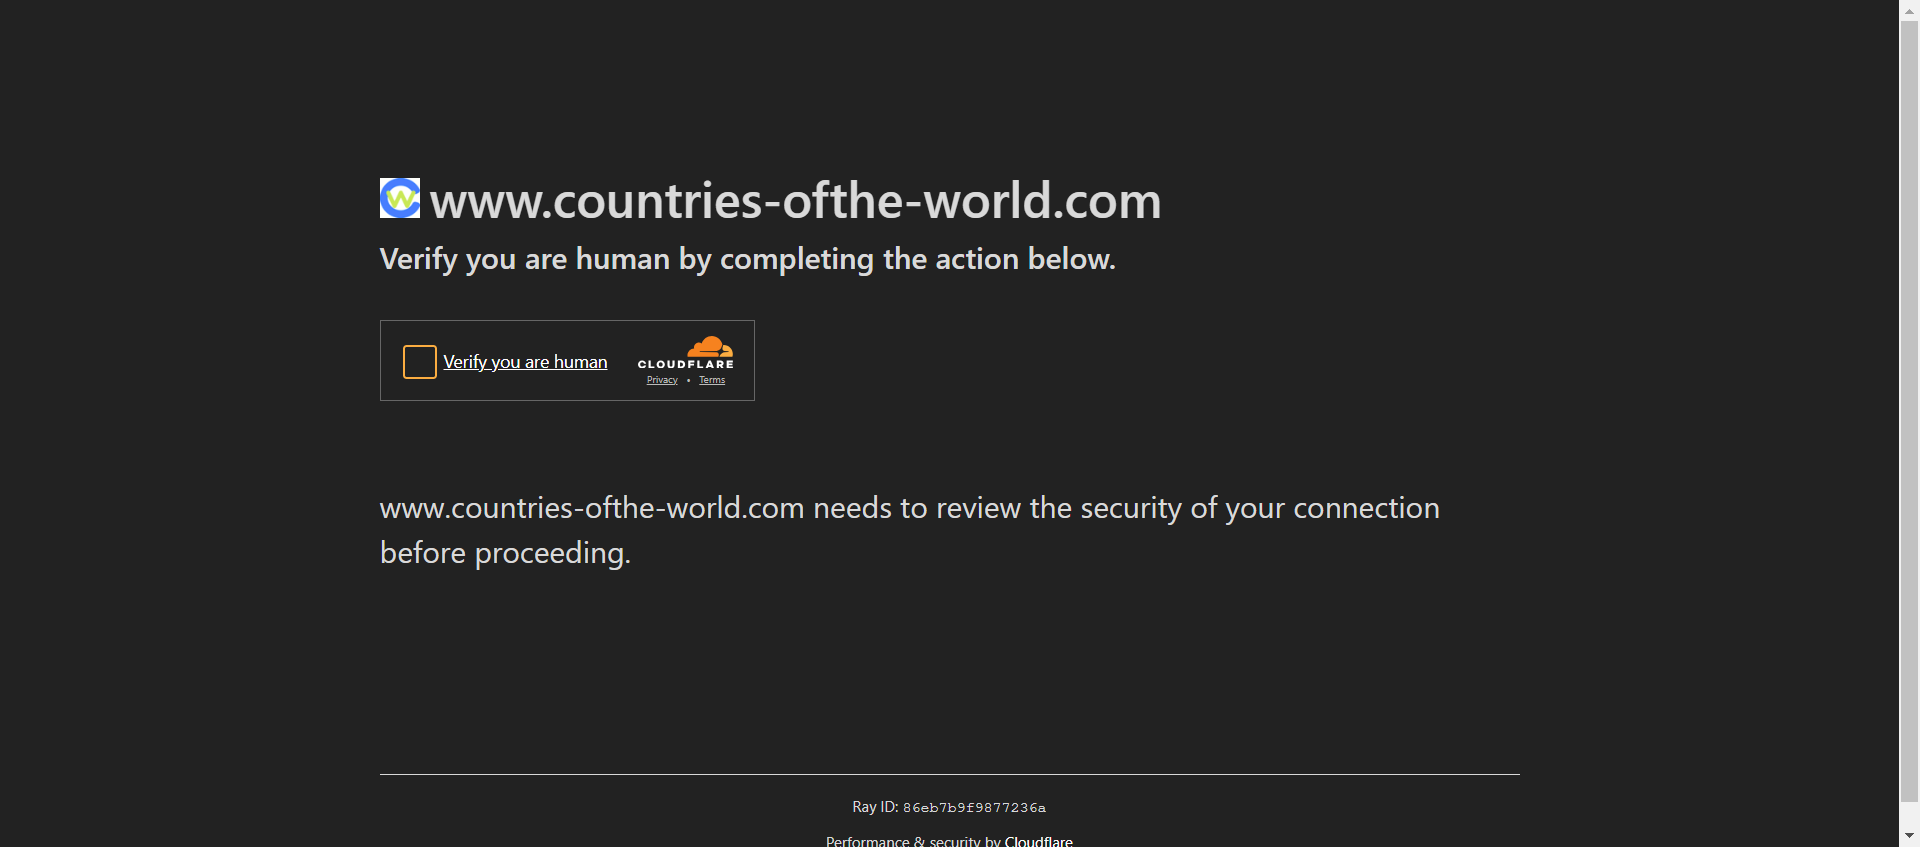 www.countries-ofthe-world.com
Verify you are human by completing the action below.
Verify you are human
CLOUDFLARE
Privacy • Terms
www.countries-ofthe-world.com needs to review the security of your connection
before proceeding.
Ray ID: 86eb7b9f9877236a
Performance & security by Cloudflare